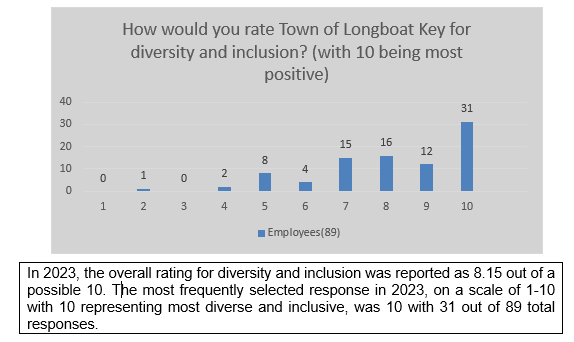 How would you rate Town of Longboat Key for
diversity and inclusion? (with 10 being most
positive)
40
30
20
10
0
0 1 0 2 8 4 15 16 12 31
1 2 3 4 5 6 7 8 9 10
Employees(89)
In 2023, the overall rating for diversity and inclusion was reported as 8.15 out of a
possible 10. The most frequently selected response in 2023, on a scale of 1-10
with 10 representing most diverse and inclusive, was 10 with 31 out of 89 total
responses.